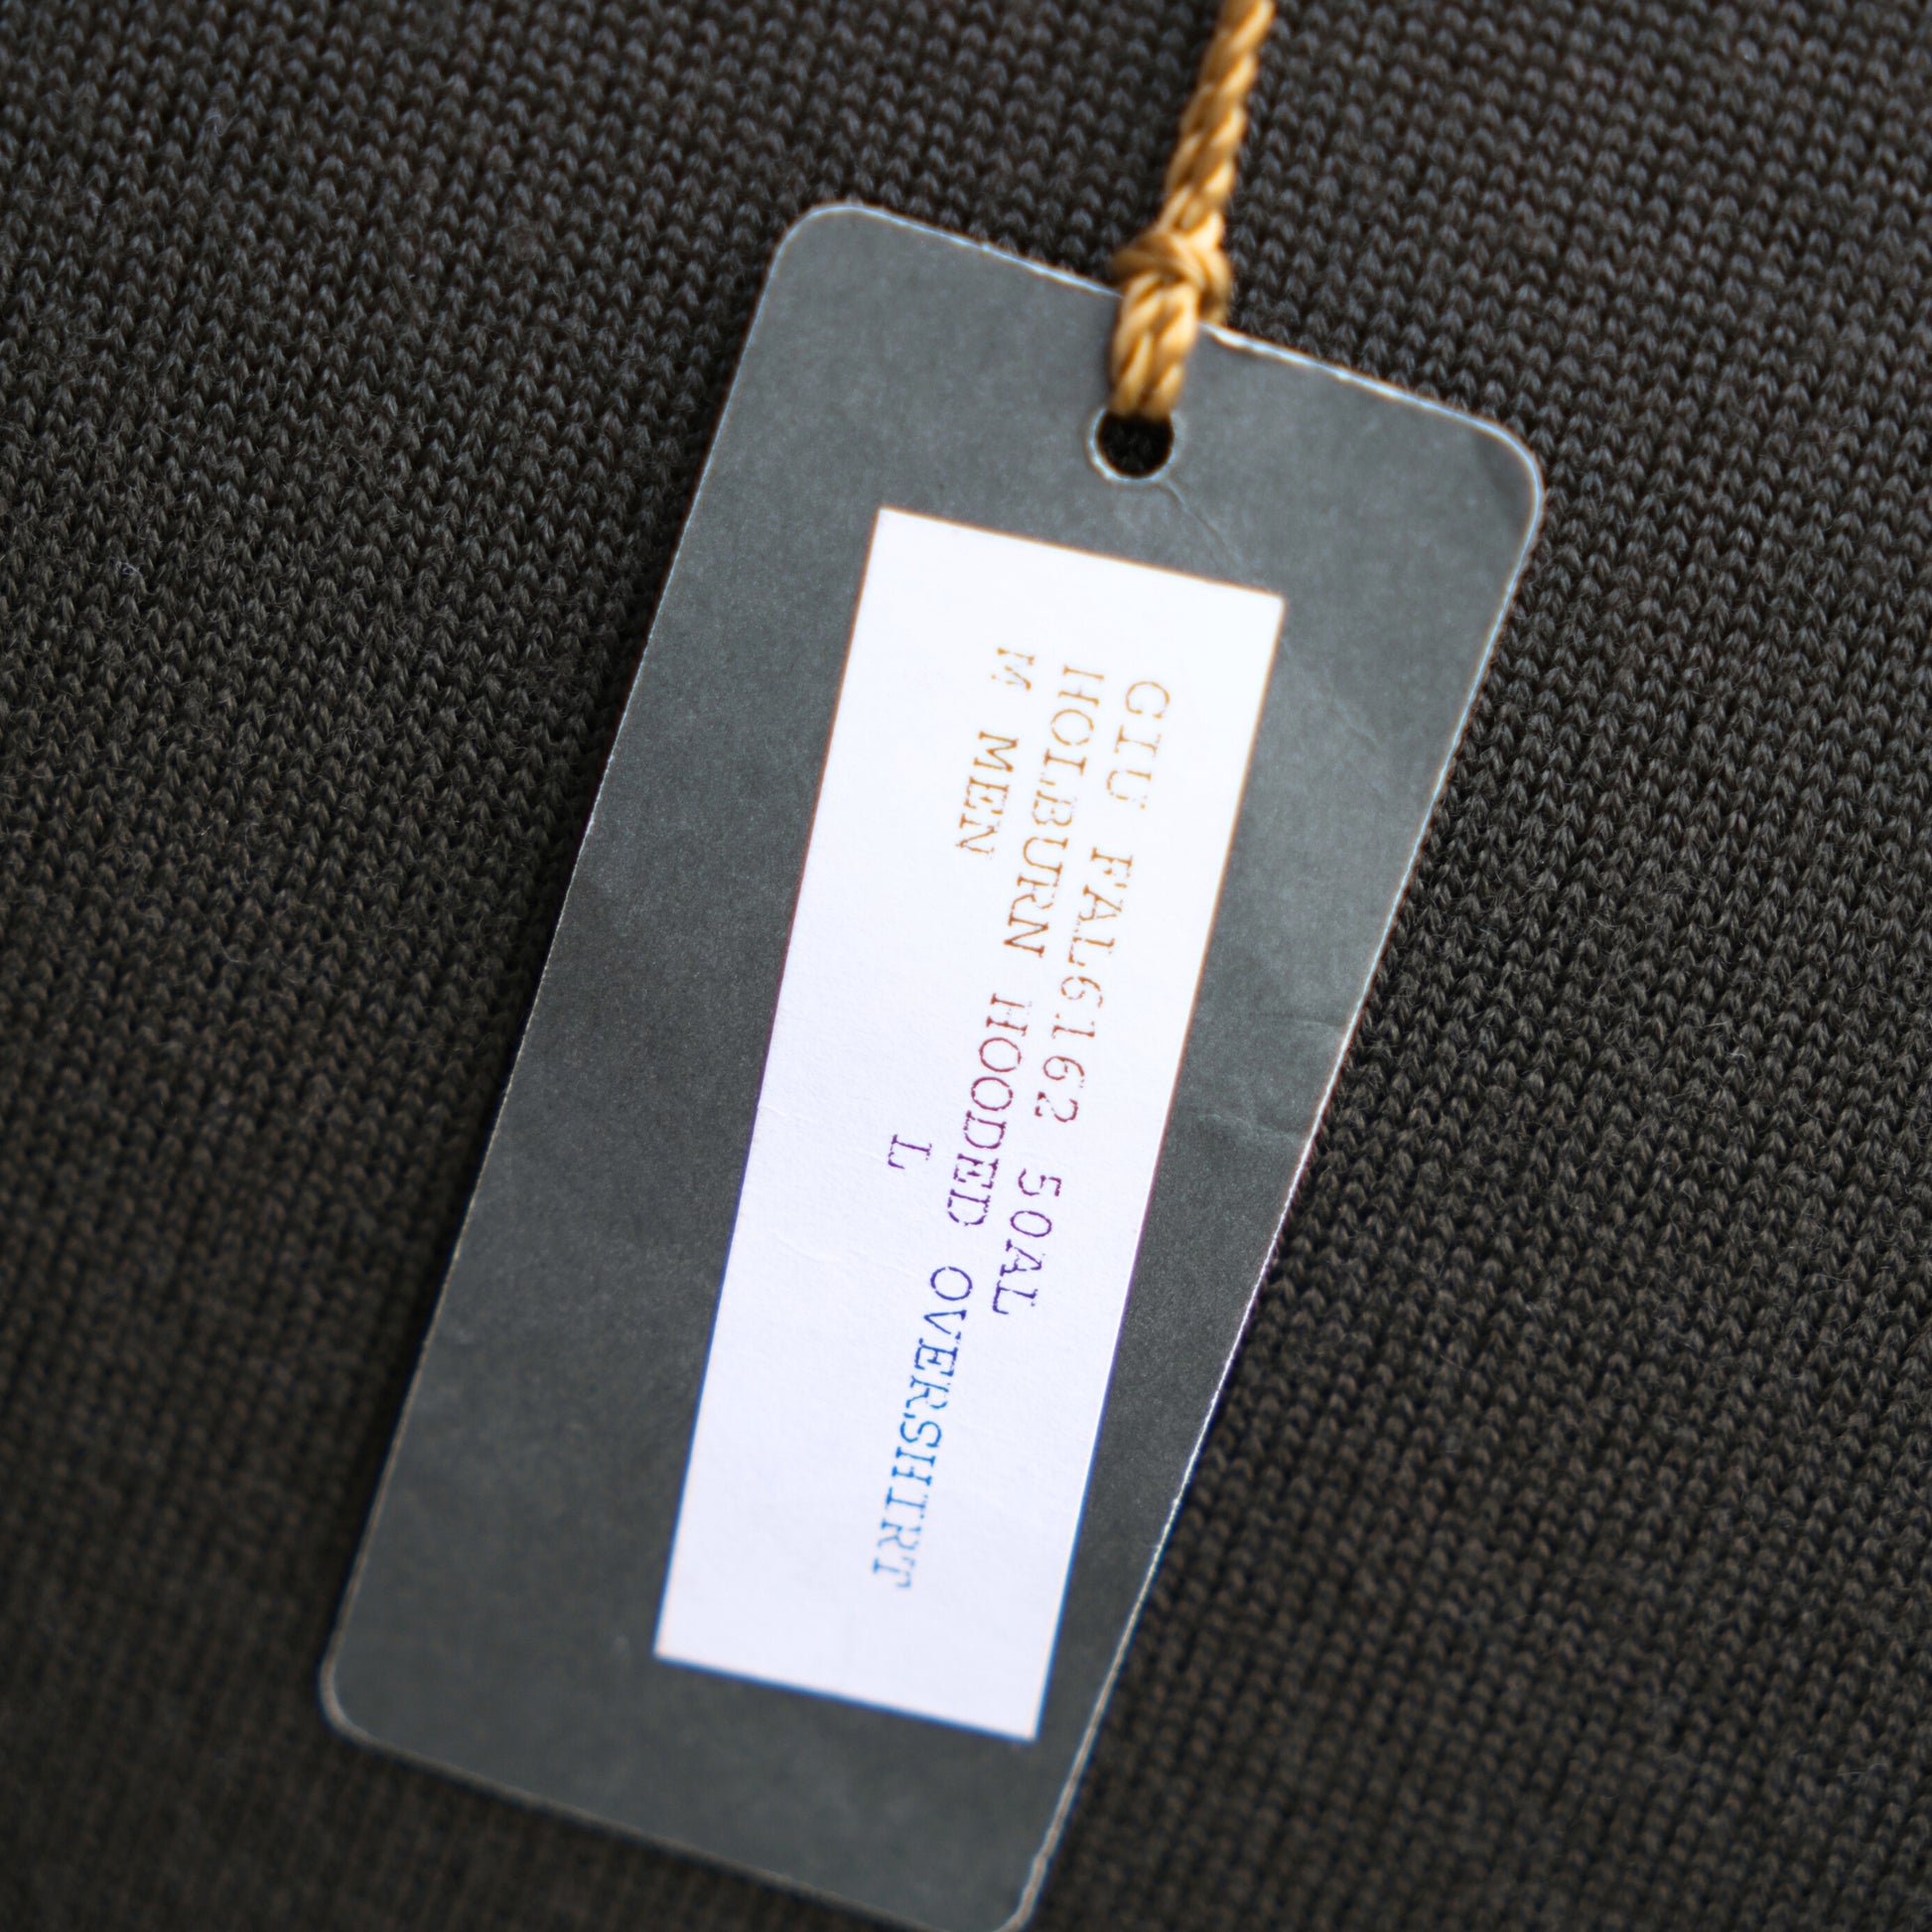 GIU FAL6162 50AL
HOLBURN HOODED OVERSHIRT
M MEN
L